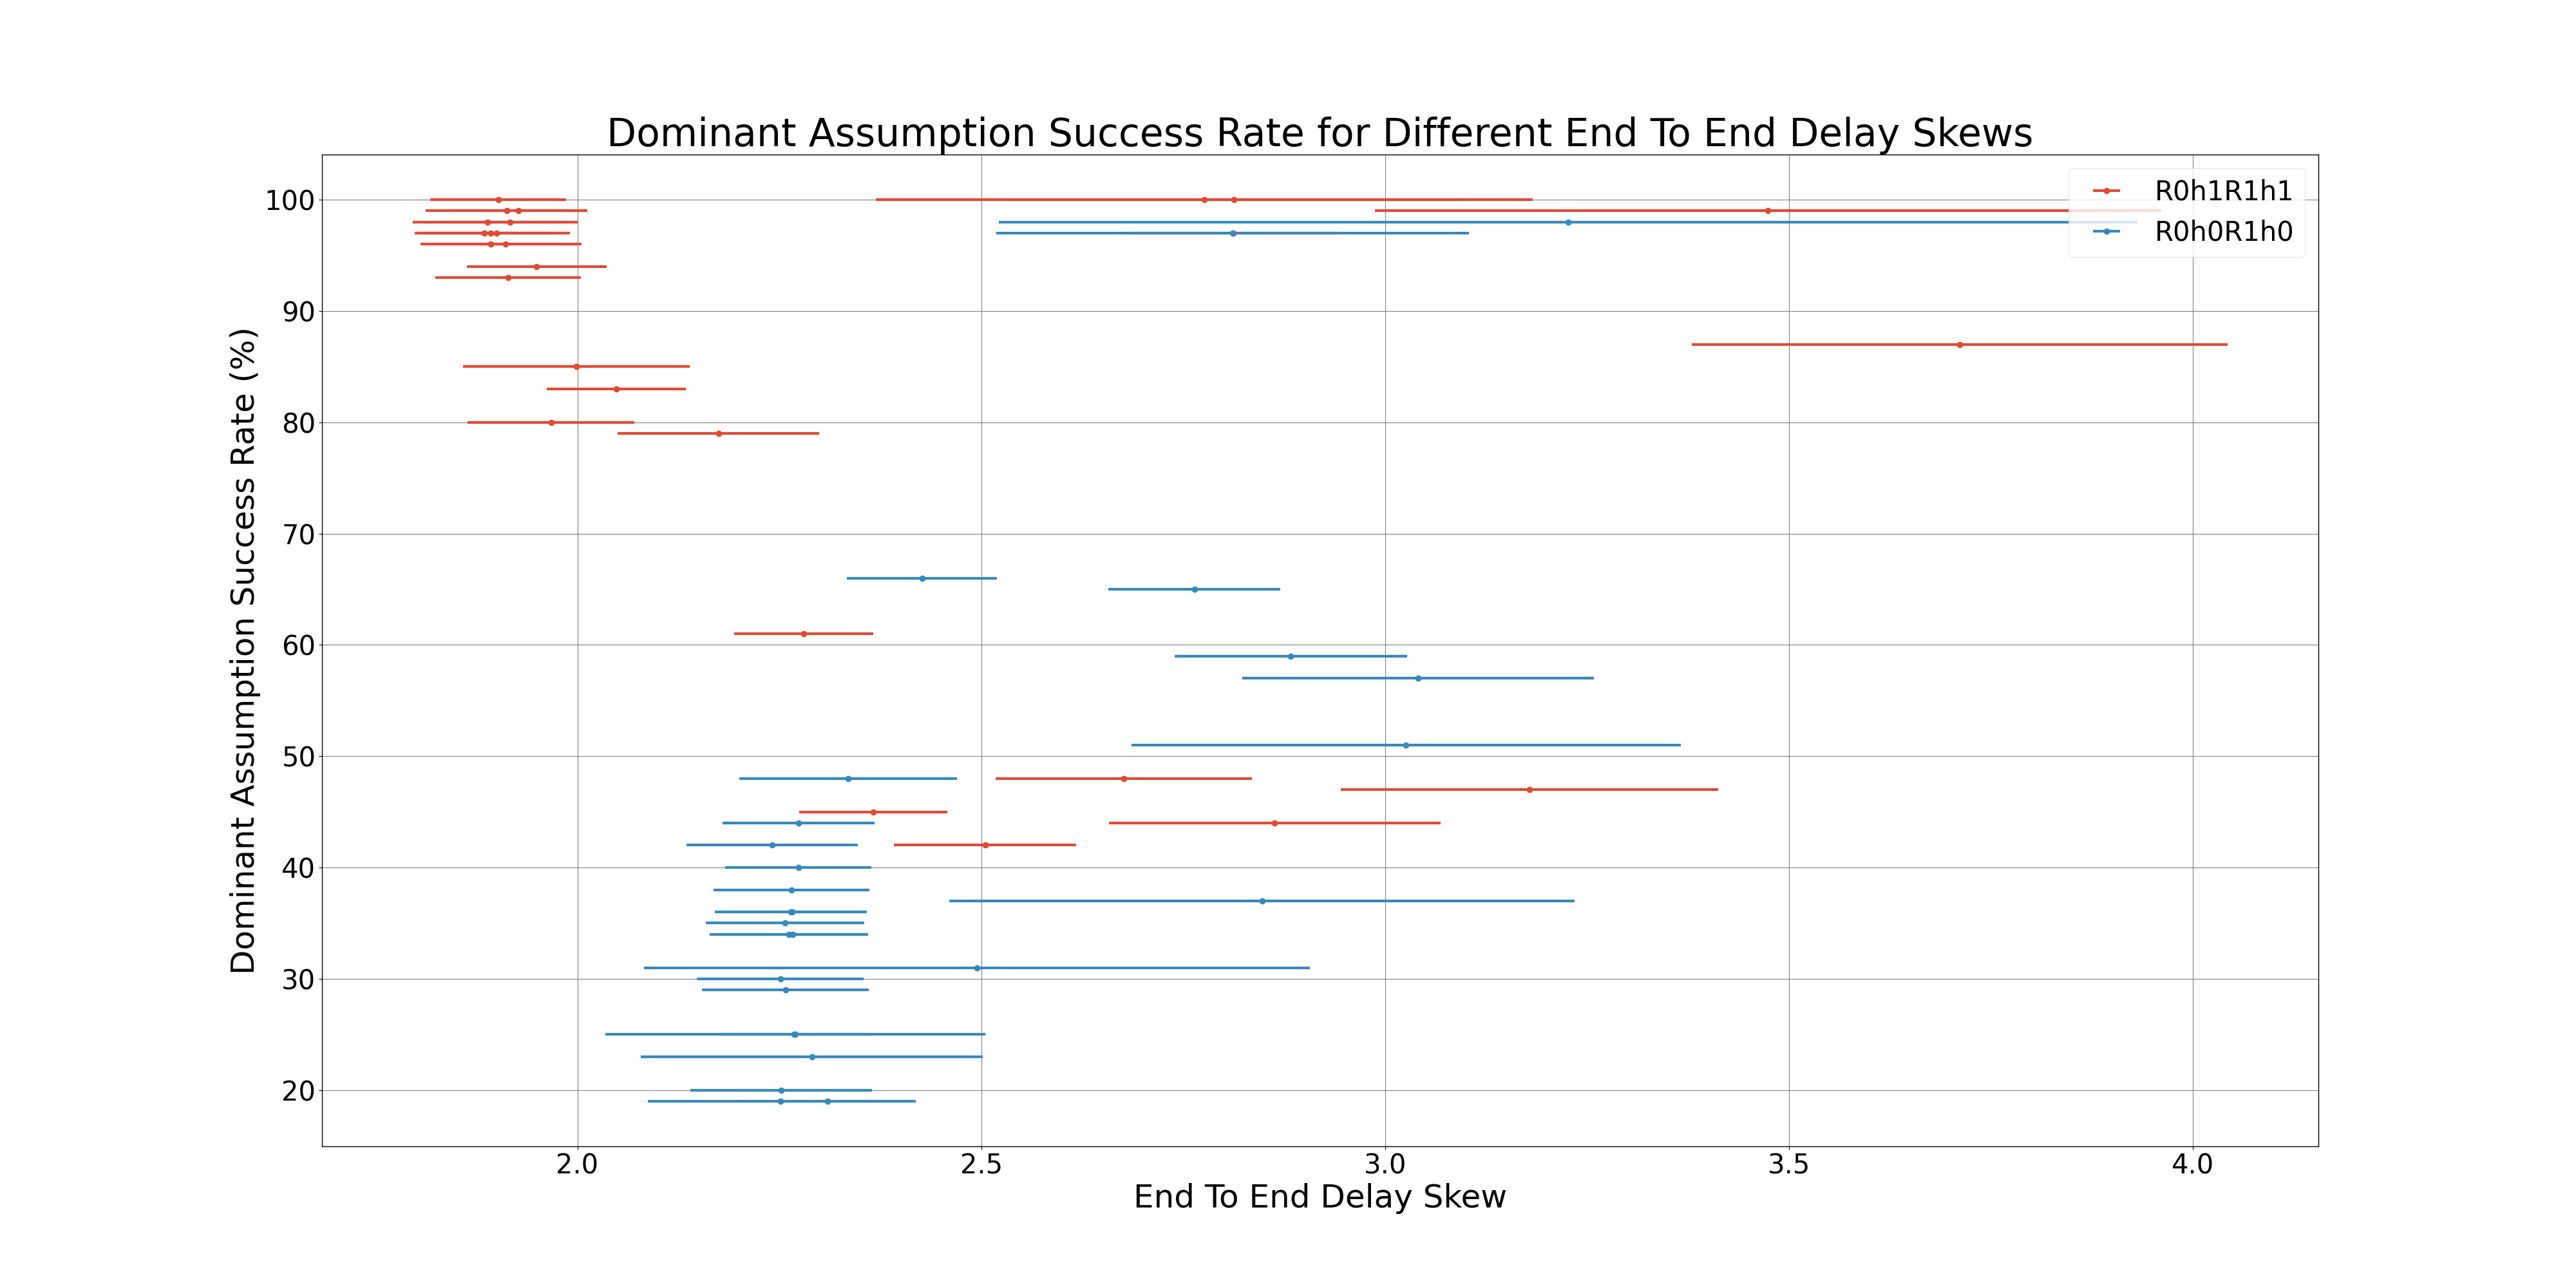 Dominant Assumption Success Rate for Different End To End Delay Skews
R0h1R1h1
R0h0R1h0
100
90
80
70
60
50
40
30
20
Dominant Assumption Success Rate (%)
2.0 2.5 3.0 3.5 4.0
End To End Delay Skew